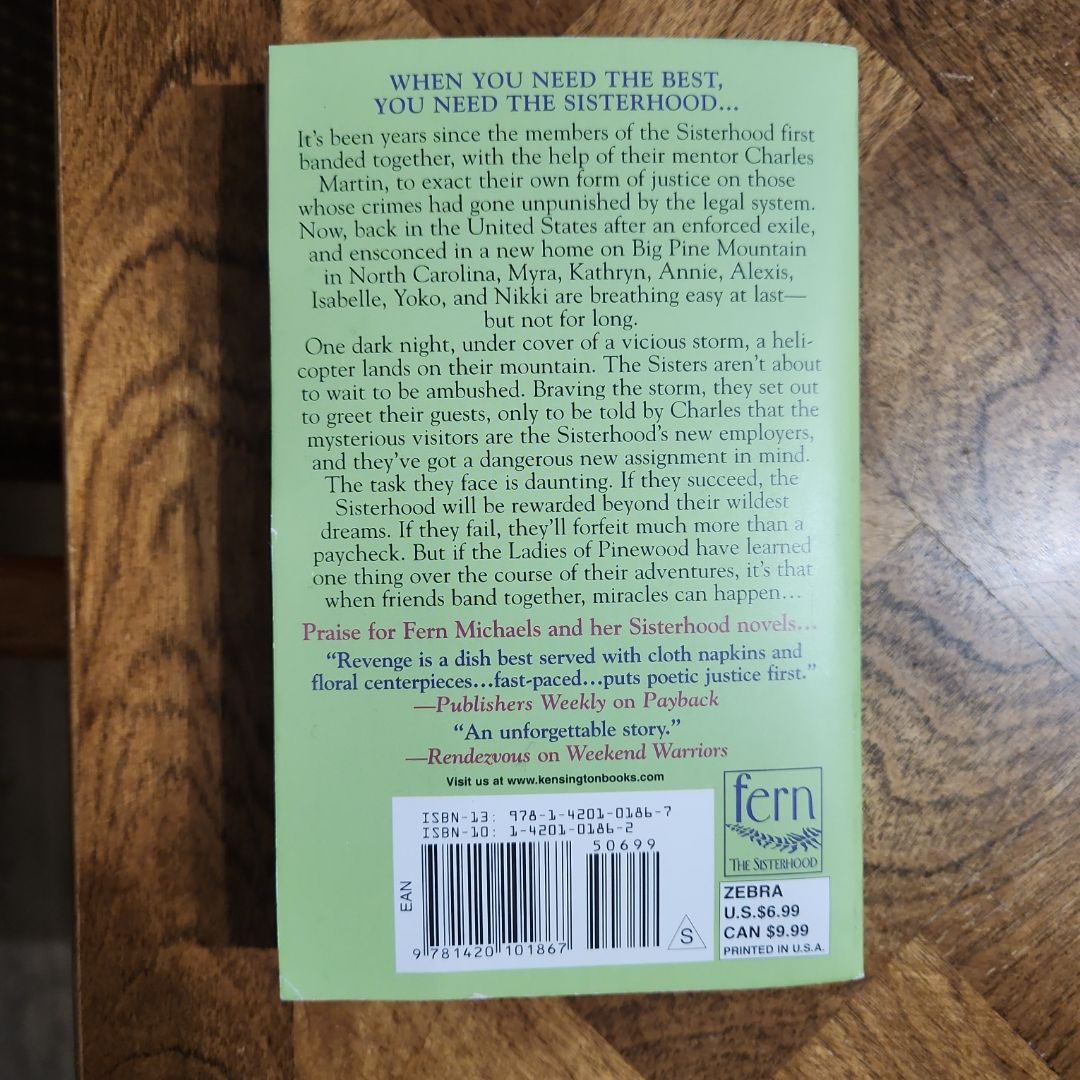 WHEN YOU NEED THE BEST,
YOU NEED THE SISTERHOOD...
It's been years since the members of the Sisterhood first
banded together, with the help of their mentor Charles
Martin, to exact their own form of justice on those
whose crimes had gone unpunished by the legal system.
Now, back in the United States after an enforced exile,
and ensconced in a new home on Big Pine Mountain
in North Carolina, Myra, Kathryn, Annie, Alexis,
Isabelle, Yoko, and Nikki are breathing easy at last—
but not for long.
One dark night, under cover of a vicious storm, a heli-
copter lands on their mountain. The Sisters aren't about
to wait to be ambushed. Braving the storm, they set out
to greet their guests, only to be told by Charles that the
mysterious visitors are the Sisterhood's new employers,
and they've got a dangerous new assignment in mind.
The task they face is daunting. If they succeed, the
Sisterhood will be rewarded beyond their wildest
dreams. If they fail, they'll forfeit much more than a
paycheck. But if the Ladies of Pinewood have learned
one thing over the course of their adventures, it's that
when friends band together, miracles can happen...
Praise for Fern Michaels and her Sisterhood novels...
"Revenge is a dish best served with cloth napkins and
floral centerpieces...fast-paced...puts poetic justice first."
—Publishers Weekly on Payback
"An unforgettable story."
—Rendezvous on Weekend Warriors
Visit us at www.kensingtonbooks.com
ISBN-13: 978-1-4201-0186-7
ISBN-10: 1-4201-0186-2
50699
EAN
9 781420 101867
S
fern
THE SISTERHOOD
ZEBRA
U.S.$6.99
CAN $9.99
PRINTED IN U.S.A.